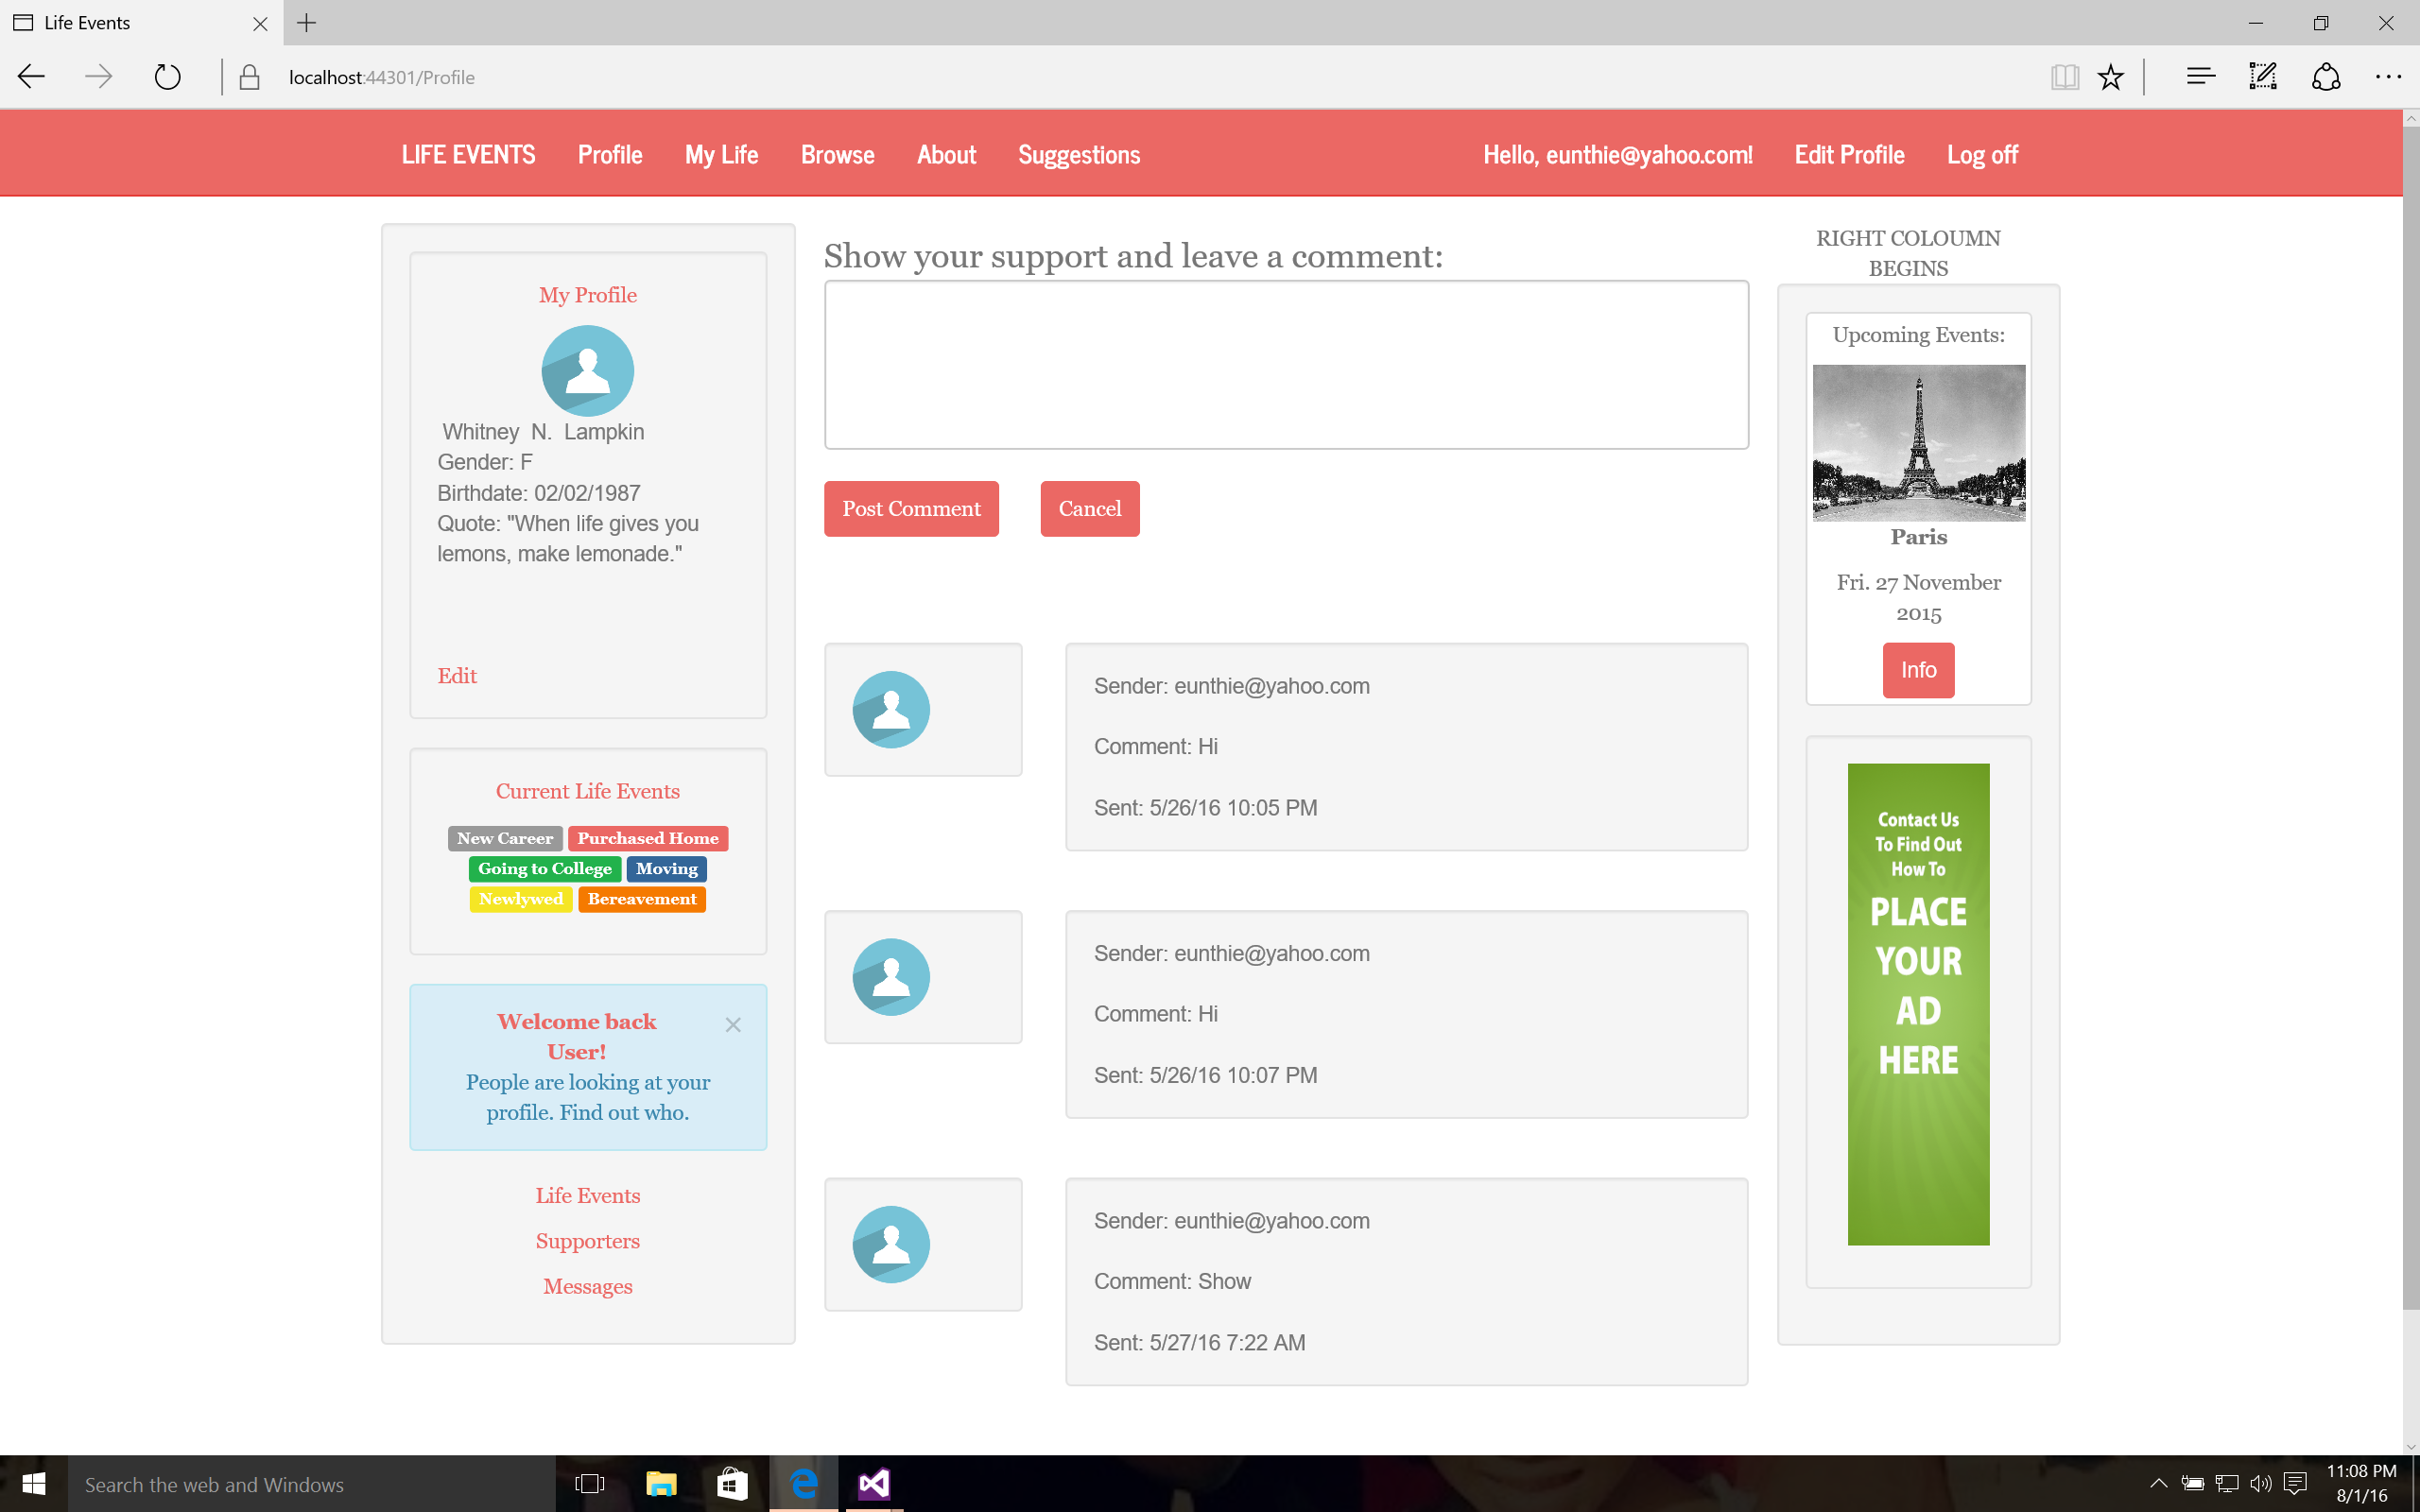 Life Events
localhost:44301/Profile
LIFE EVENTS Profile My Life Browse About Suggestions Hello, eunthie@yahoo.com! Edit Profile Log off
My Profile
Whitney N. Lampkin
Gender: F
Birthdate: 02/02/1987
Quote: "When life gives you
lemons, make lemonade."
Edit
Current Life Events
New Career Purchased Home
Going to College Moving
Newlywed Bereavement
Welcome back
User!
People are looking at your
profile. Find out who.
Life Events
Supporters
Messages
Show your support and leave a comment:
Post Comment Cancel
Sender: eunthie@yahoo.com
Comment: Hi
Sent: 5/26/16 10:05 PM
Sender: eunthie@yahoo.com
Comment: Hi
Sent: 5/26/16 10:07 PM
Sender: eunthie@yahoo.com
Comment: Show
Sent: 5/27/16 7:22 AM
RIGHT COLOUMN
BEGINS
Upcoming Events:
Paris
Fri. 27 November
2015
Info
Contact Us
To Find Out
How To
PLACE
YOUR
AD
HERE
Search the web and Windows
11:08 PM
8/1/16